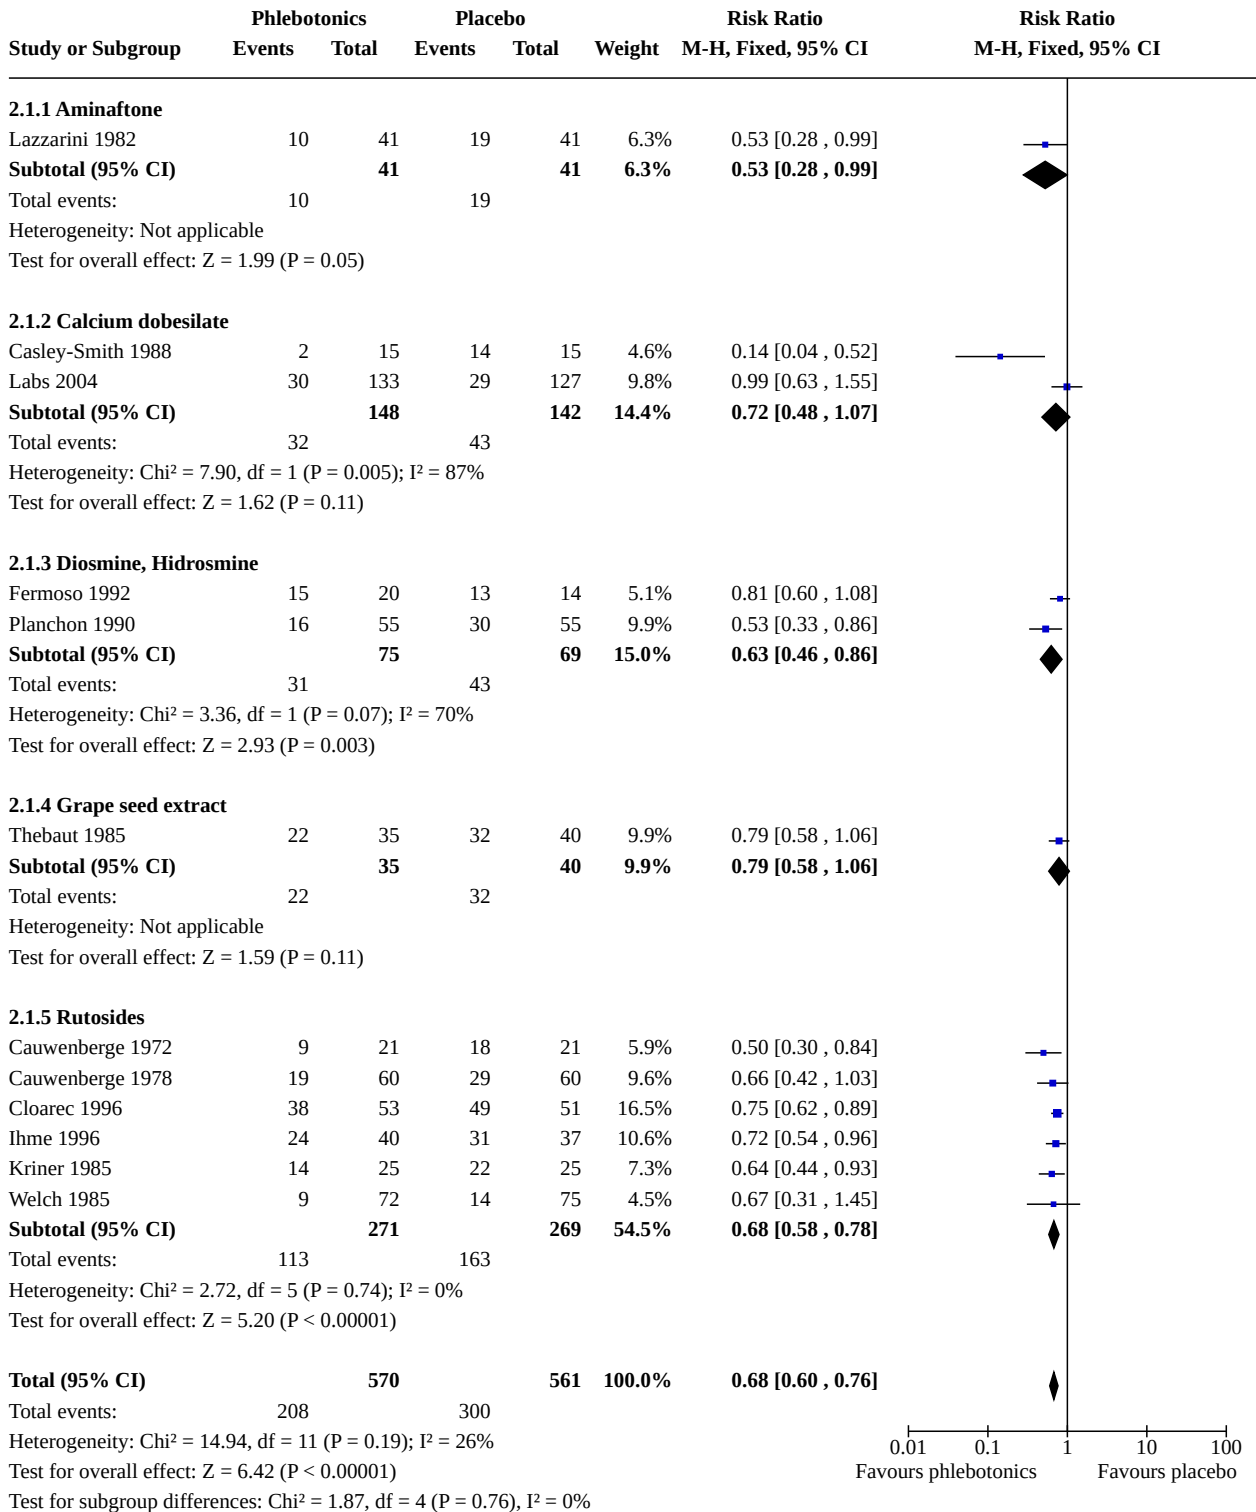 Phlebotonics Placebo Risk Ratio Risk Ratio
Study or Subgroup Events Total Events Total Weight M-H, Fixed, 95% CI M-H, Fixed, 95% CI
2.1.1 Aminaftone
Lazzarini 1982 10 41 19 41 6.3% 0.53 [0.28 , 0.99]
Subtotal (95% CI) 41 41 6.3% 0.53 [0.28 , 0.99]
Total events: 10 19
Heterogeneity: Not applicable
Test for overall effect: Z = 1.99 (P = 0.05)
2.1.2 Calcium dobesilate
Casley-Smith 1988 2 15 14 15 4.6% 0.14 [0.04 , 0.52]
Labs 2004 30 133 29 127 9.8% 0.99 [0.63 , 1.55]
Subtotal (95% CI) 148 142 14.4% 0.72 [0.48 , 1.07]
Total events: 32 43
Heterogeneity: Chi² = 7.90, df = 1 (P = 0.005); I² = 87%
Test for overall effect: Z = 1.62 (P = 0.11)
2.1.3 Diosmine, Hidrosmine
Fermoso 1992 15 20 13 14 5.1% 0.81 [0.60 , 1.08]
Planchon 1990 16 55 30 55 9.9% 0.53 [0.33 , 0.86]
Subtotal (95% CI) 75 69 15.0% 0.63 [0.46 , 0.86]
Total events: 31 43
Heterogeneity: Chi² = 3.36, df = 1 (P = 0.07); I² = 70%
Test for overall effect: Z = 2.93 (P = 0.003)
2.1.4 Grape seed extract
Thebaut 1985 22 35 32 40 9.9% 0.79 [0.58 , 1.06]
Subtotal (95% CI) 35 40 9.9% 0.79 [0.58 , 1.06]
Total events: 22 32
Heterogeneity: Not applicable
Test for overall effect: Z = 1.59 (P = 0.11)
2.1.5 Rutosides
Cauwenberge 1972 9 21 18 21 5.9% 0.50 [0.30 , 0.84]
Cauwenberge 1978 19 60 29 60 9.6% 0.66 [0.42 , 1.03]
Cloarec 1996 38 53 49 51 16.5% 0.75 [0.62 , 0.89]
Ihme 1996 24 40 31 37 10.6% 0.72 [0.54 , 0.96]
Kriner 1985 14 25 22 25 7.3% 0.64 [0.44 , 0.93]
Welch 1985 9 72 14 75 4.5% 0.67 [0.31 , 1.45]
Subtotal (95% CI) 271 269 54.5% 0.68 [0.58 , 0.78]
Total events: 113 163
Heterogeneity: Chi² = 2.72, df = 5 (P = 0.74); I² = 0%
Test for overall effect: Z = 5.20 (P < 0.00001)
Total (95% CI) 570 561 100.0% 0.68 [0.60 , 0.76]
Total events: 208 300
Heterogeneity: Chi² = 14.94, df = 11 (P = 0.19); I² = 26%
0.01 0.1 1 10 100
Test for overall effect: Z = 6.42 (P < 0.00001)
Favours phlebotonics Favours placebo
Test for subgroup differences: Chi² = 1.87, df = 4 (P = 0.76), I² = 0%